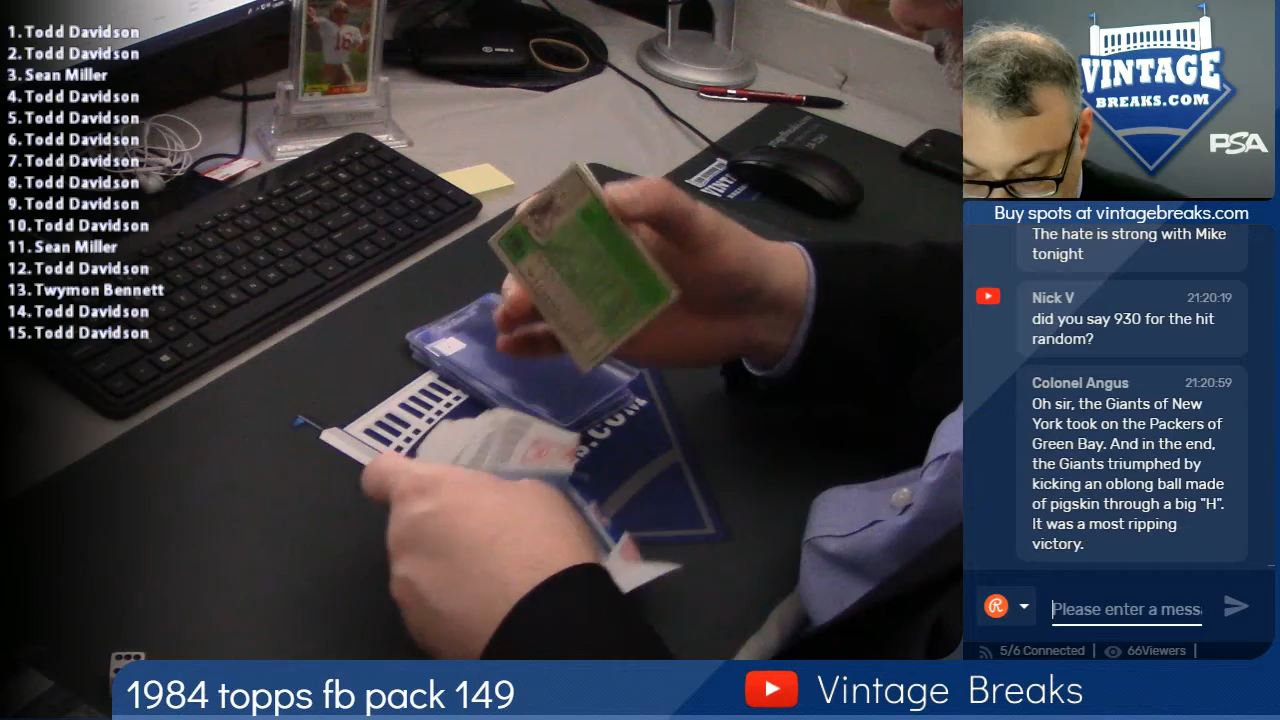 1. Todd Davidson
2. Todd Davidson
3. Sean Miller
4. Todd Davidson
5. Todd Davidson
6. Todd Davidson
7. Todd Davidson
8. Todd Davidson
9. Todd Davidson
10. Todd Davidson
11. Sean Miller
12. Todd Davidson
13. Twymon Bennett
14. Todd Davidson
15. Todd Davidson
VINTAGE
BREAKS.COM
PSA
Buy spots at vintagebreaks.com
The hate is strong with Mike
tonight
Nick V 21:20:19
did you say 930 for the hit
random?
Colonel Angus 21:20:59
Oh sir, the Giants of New
York took on the Packers of
Green Bay. And in the end,
the Giants triumphed by
kicking an oblong ball made
of pigskin through a big "H".
It was a most ripping
victory.
Please enter a messa
5/6 Connected | 66Viewers |
S.COM
1984 topps fb pack 149
Vintage Breaks